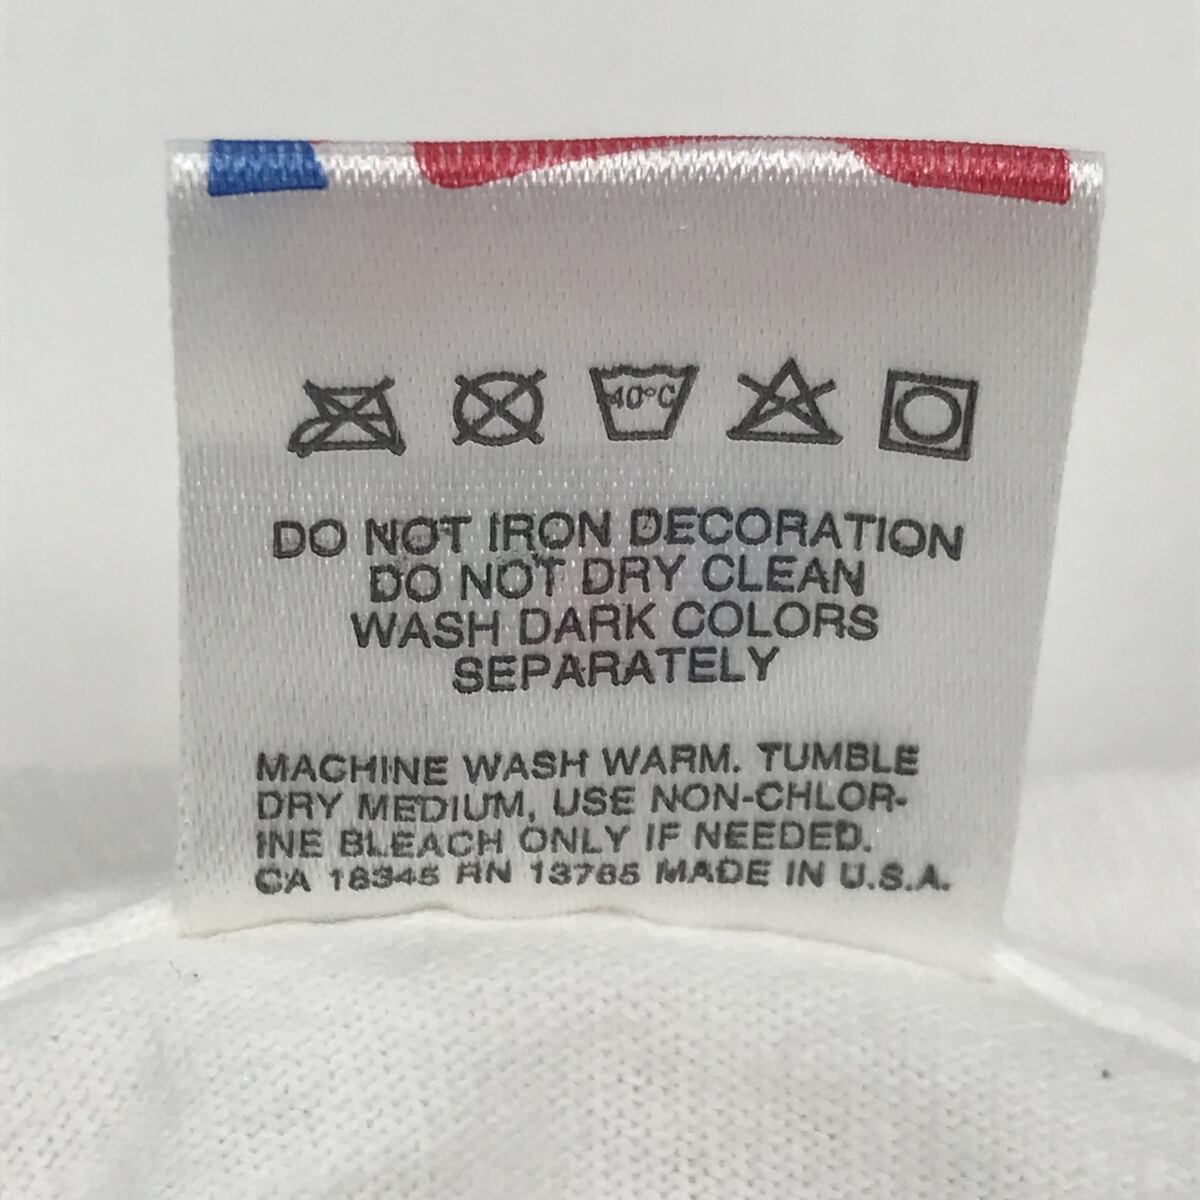 40°C
DO NOT IRON DECORATION
DO NOT DRY CLEAN
WASH DARK COLORS
SEPARATELY
MACHINE WASH WARM. TUMBLE
DRY MEDIUM, USE NON-CHLOR-
INE BLEACH ONLY IF NEEDED.
CA 18345 RN 13765 MADE IN U.S.A.